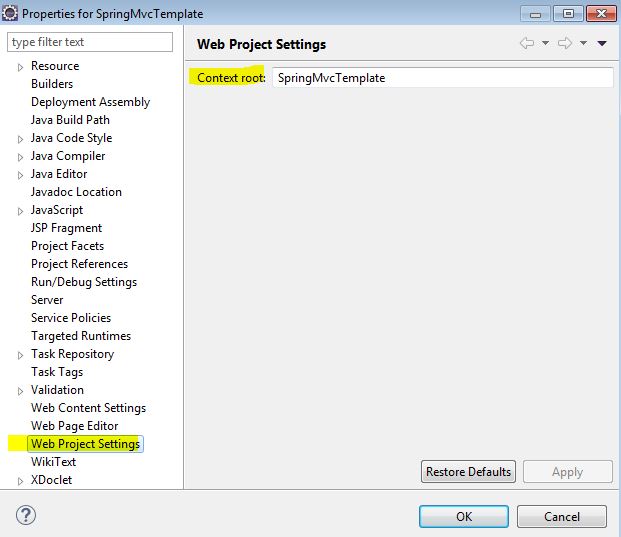 Properties for SpringMvcTemplate
type filter text
Resource
Builders
Deployment Assembly
Java Build Path
Java Code Style
Java Compiler
Java Editor
Javadoc Location
JavaScript
JSP Fragment
Project Facets
Project References
Run/Debug Settings
Server
Service Policies
Targeted Runtimes
Task Repository
Task Tags
Validation
Web Content Settings
Web Page Editor
Web Project Settings
WikiText
XDoclet
Web Project Settings
Context root: SpringMvcTemplate
Restore Defaults Apply
? OK Cancel